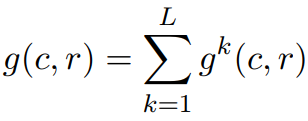 g(c, r) = \sum_{k=1}^{L} g^k(c, r)